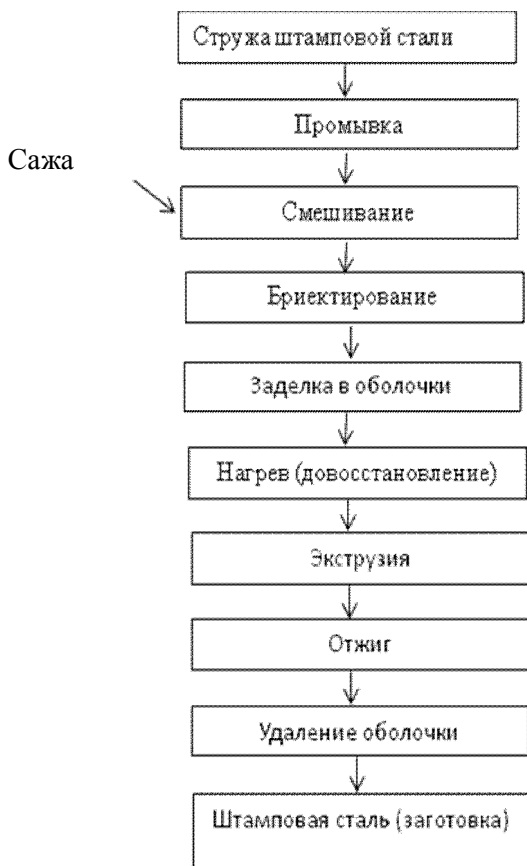 Стружа штамповой стали
Промывка
Сажа
Смешивание
Бриектирование
Заделка в оболочки
Нагрев (довосстановление)
Экструзия
Отжиг
Удаление оболочки
Штамповая сталь (заготовка)